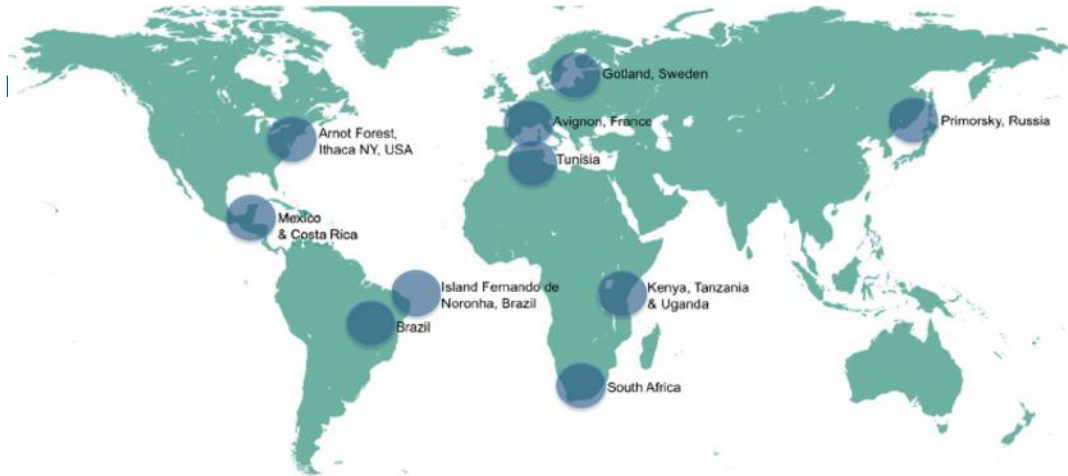 Gotland, Sweden
Avignon, France
Primorsky, Russia
Arnot Forest,
Ithaca NY, USA
Tunisia
Mexico
& Costa Rica
Island Fernando de
Noronha, Brazil
Kenya, Tanzania
& Uganda
Brazil
South Africa